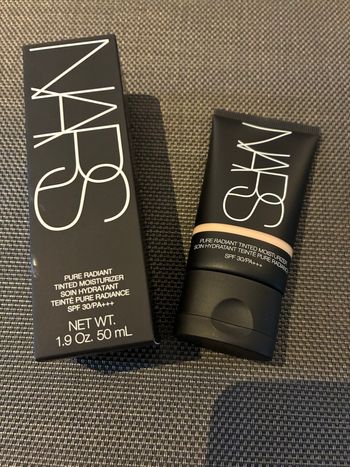 NARS
PURE RADIANT
TINTED MOISTURIZER
SOIN HYDRATANT
TEINTÉ PURE RADIANCE
SPF 30/PA+++
NET WT.
1.9 Oz. 50 mL
NARS
PURE RADIANT TINTED MOISTURIZER
SOIN HYDRATANT TEINTÉ PURE RADIANCE
SPF 30/PA+++